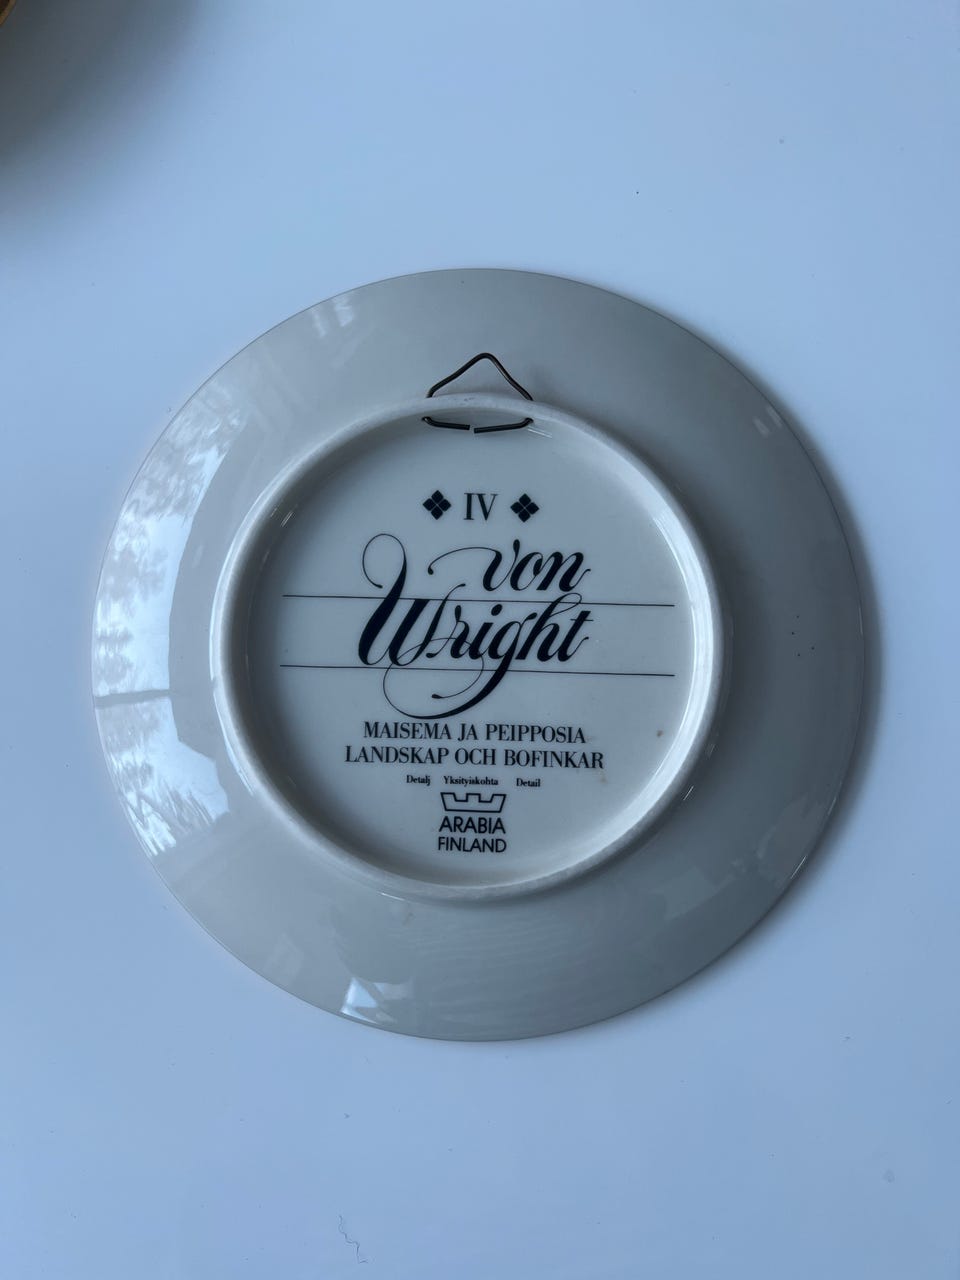 IV
von
Wright
MAISEMA JA PEIPPOSIA
LANDSKAP OCH BOFINKAR
Detalj Yksityiskohta Detail
ARABIA
FINLAND